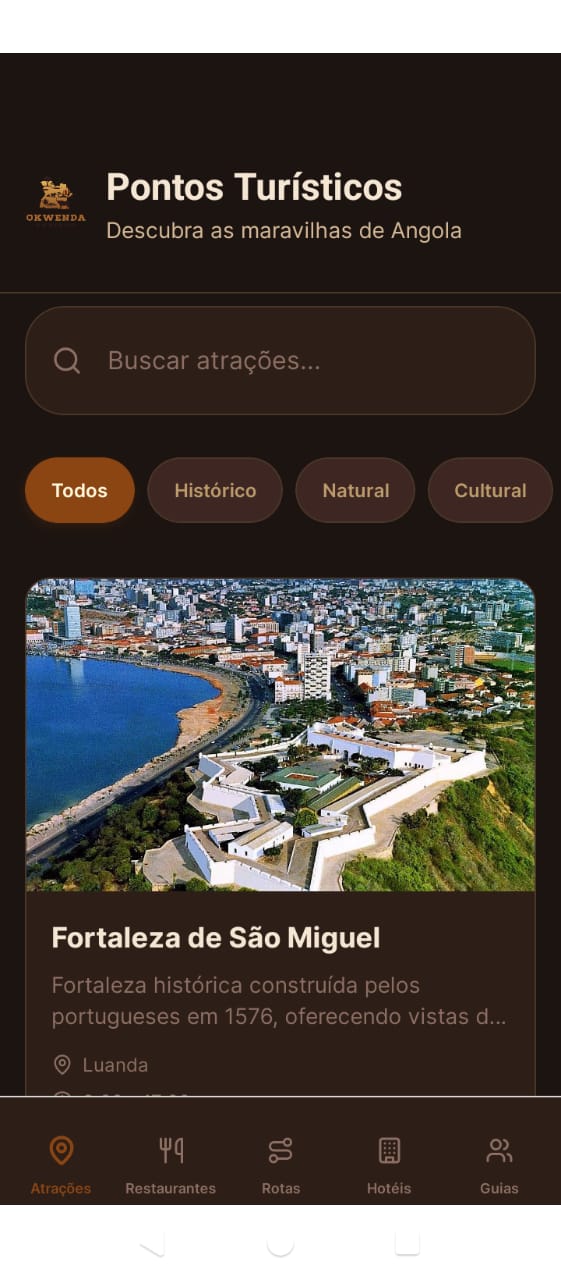 OKWENDA
Pontos Turísticos
Descubra as maravilhas de Angola
Buscar atrações...
Todos
Histórico
Natural
Cultural
Fortaleza de São Miguel
Fortaleza histórica construída pelos
portugueses em 1576, oferecendo vistas d...
Luanda
Atrações
Restaurantes
Rotas
Hotéis
Guias